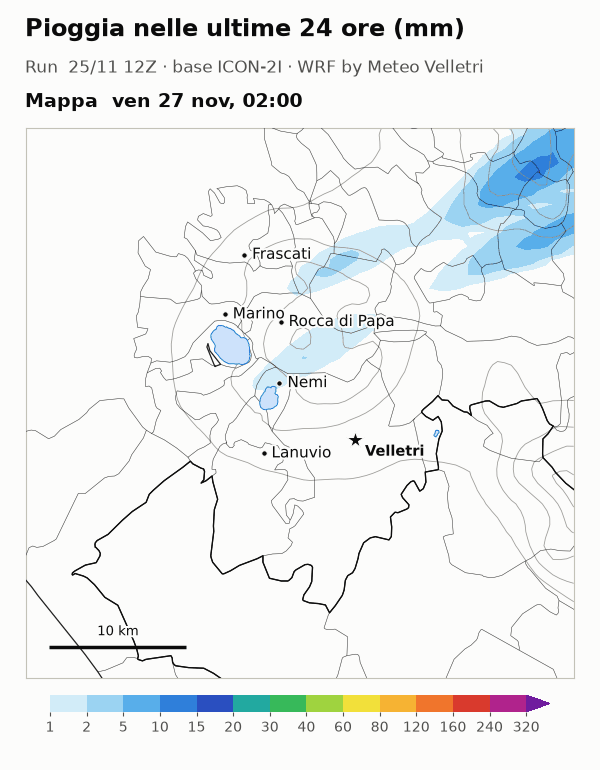 Pioggia nelle ultime 24 ore (mm)
Run  25/11 12Z · base ICON-2I · WRF by Meteo Velletri
Mappa  ven 27 nov, 02:00
Frascati
Marino
Rocca di Papa
Nemi
Velletri
Lanuvio
10 km
1 2 5 10 15 20 30 40 60 80 120 160 240 320